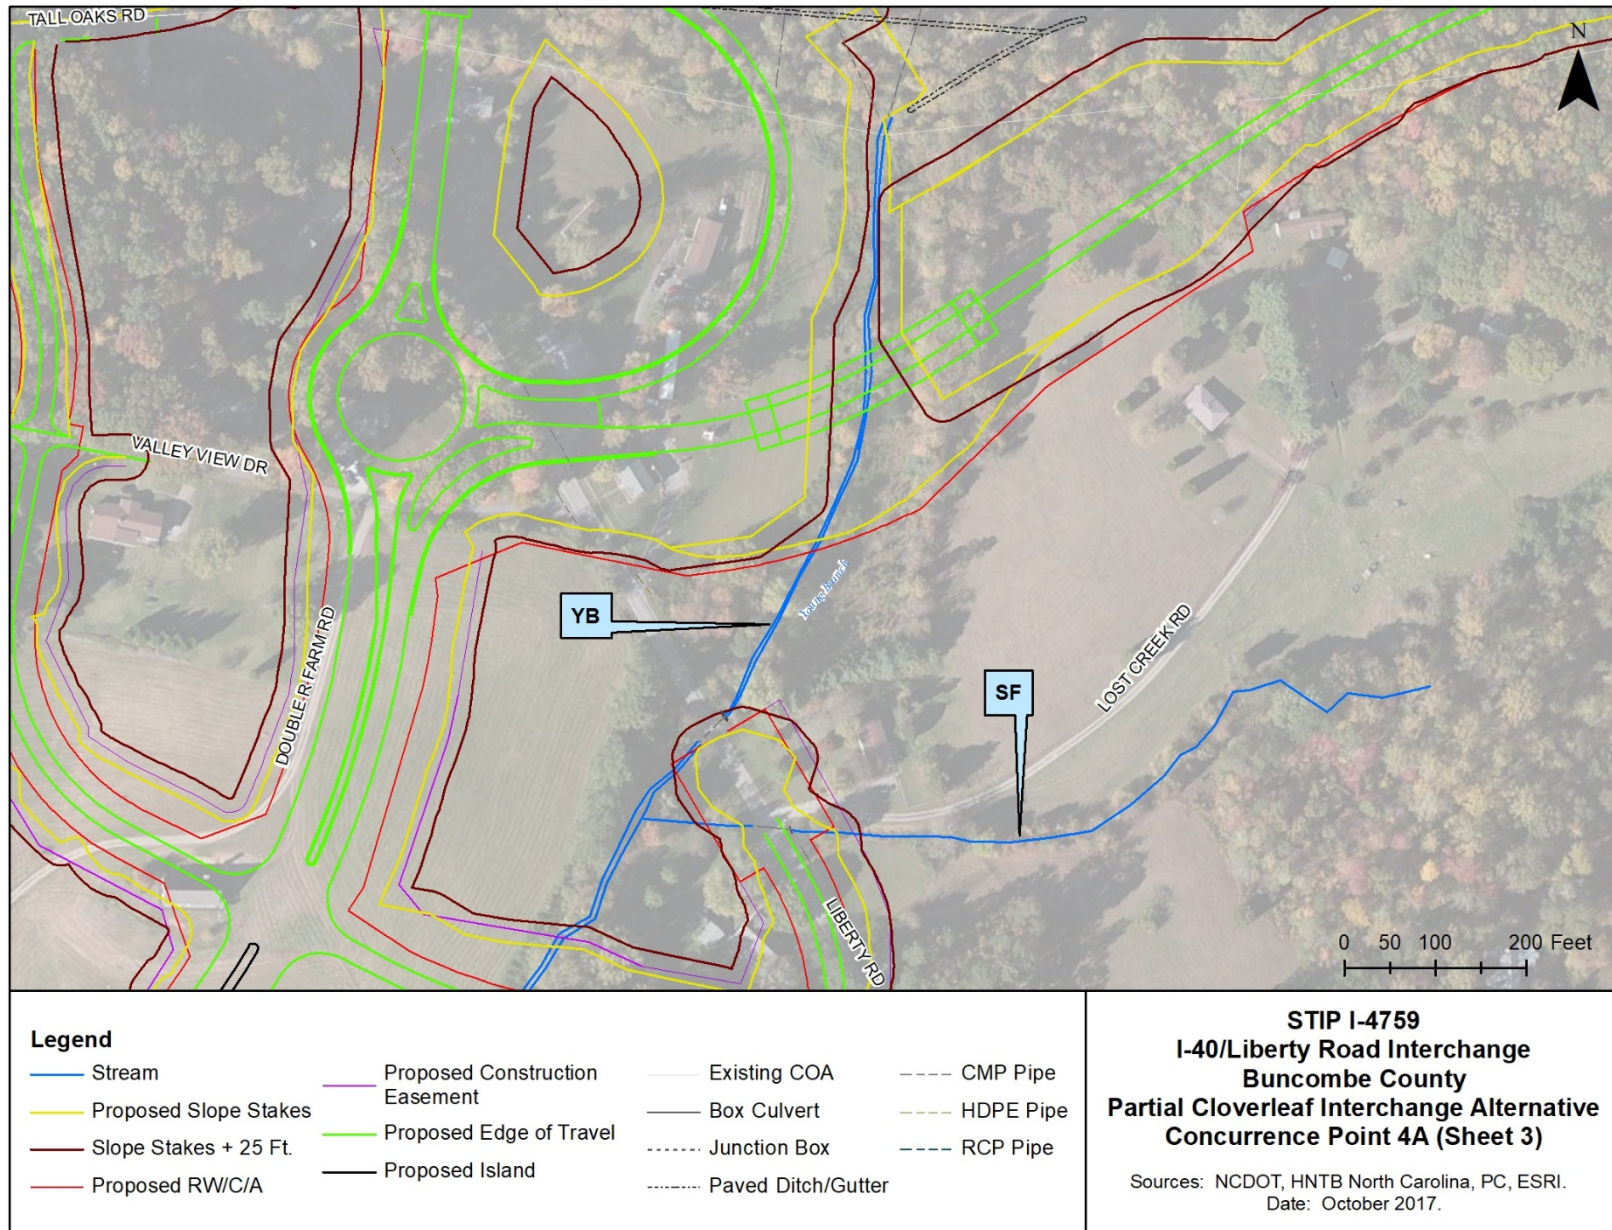 TALL OAKS RD
N
VALLEY VIEW DR
YB
Young Branch
DOUBLE R FARM RD
SF
LOST CREEK RD
LIBERTY RD
0 50 100 200 Feet
Legend
Stream
Proposed Slope Stakes
Slope Stakes + 25 Ft.
Proposed RW/C/A
Proposed Construction
Easement
Proposed Edge of Travel
Proposed Island
Existing COA
Box Culvert
Junction Box
Paved Ditch/Gutter
CMP Pipe
HDPE Pipe
RCP Pipe
STIP I-4759
I-40/Liberty Road Interchange
Buncombe County
Partial Cloverleaf Interchange Alternative
Concurrence Point 4A (Sheet 3)
Sources: NCDOT, HNTB North Carolina, PC, ESRI.
Date: October 2017.